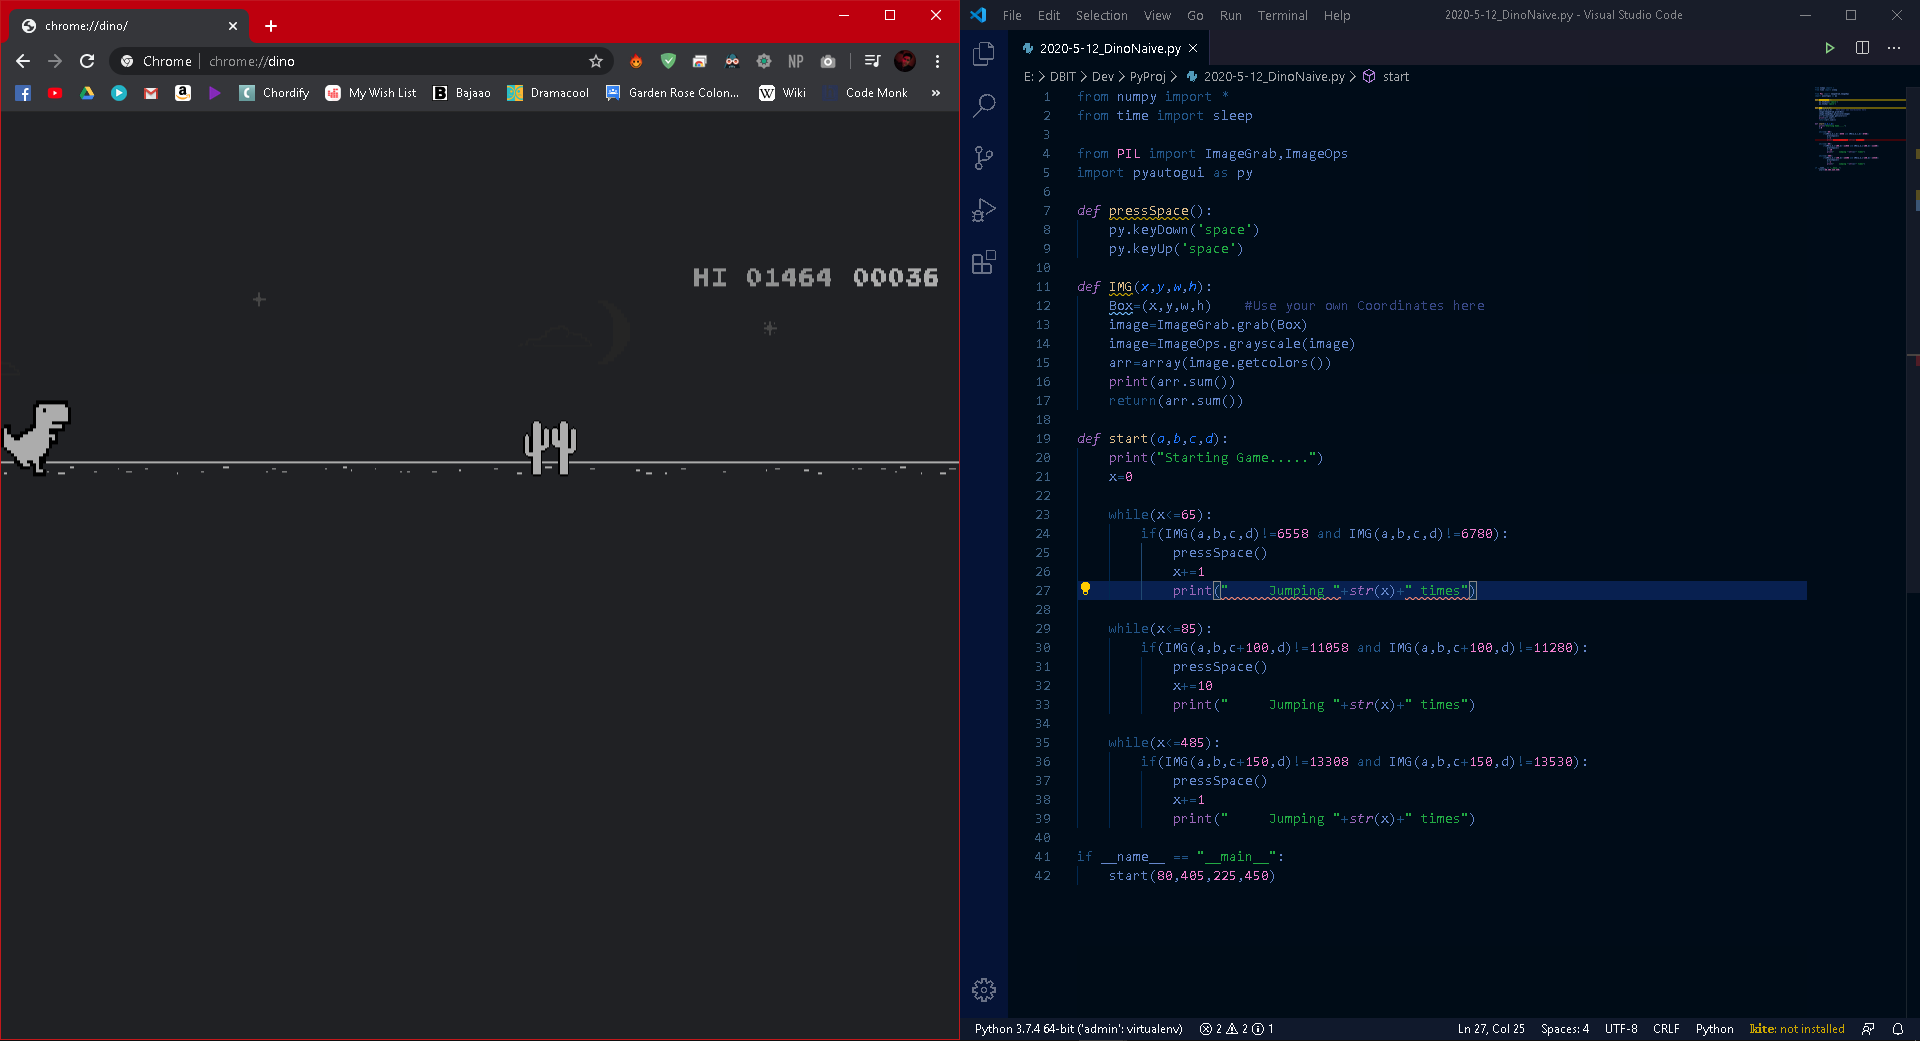 chrome://dino/
Chrome chrome://dino
NP
Chordify My Wish List Bajaao Dramacool Garden Rose Colon... Wiki Code Monk »
HI 01464 00036
File Edit Selection View Go Run Terminal Help 2020-5-12_DinoNaive.py - Visual Studio Code
2020-5-12_DinoNaive.py
E: > DBIT > Dev > PyProj > 2020-5-12_DinoNaive.py > start
1 from numpy import *
2 from time import sleep
3
4 from PIL import ImageGrab,ImageOps
5 import pyautogui as py
6
7 def pressSpace():
8 py.keyDown('space')
9 py.keyUp('space')
10
11 def IMG(x,y,w,h):
12 Box=(x,y,w,h) #Use your own Coordinates here
13 image=ImageGrab.grab(Box)
14 image=ImageOps.grayscale(image)
15 arr=array(image.getcolors())
16 print(arr.sum())
17 return(arr.sum())
18
19 def start(a,b,c,d):
20 print("Starting Game.....")
21 x=0
22
23 while(x<=65):
24 if(IMG(a,b,c,d)!=6558 and IMG(a,b,c,d)!=6780):
25 pressSpace()
26 x+=1
27 print("     Jumping "+str(x)+" times")
28
29 while(x<=85):
30 if(IMG(a,b,c+100,d)!=11058 and IMG(a,b,c+100,d)!=11280):
31 pressSpace()
32 x+=10
33 print("     Jumping "+str(x)+" times")
34
35 while(x<=485):
36 if(IMG(a,b,c+150,d)!=13308 and IMG(a,b,c+150,d)!=13530):
37 pressSpace()
38 x+=1
39 print("     Jumping "+str(x)+" times")
40
41 if __name__ == "__main__":
42 start(80,405,225,450)
Python 3.7.4 64-bit ('admin': virtualenv) 2 2 1 Ln 27, Col 25 Spaces: 4 UTF-8 CRLF Python kite: not installed